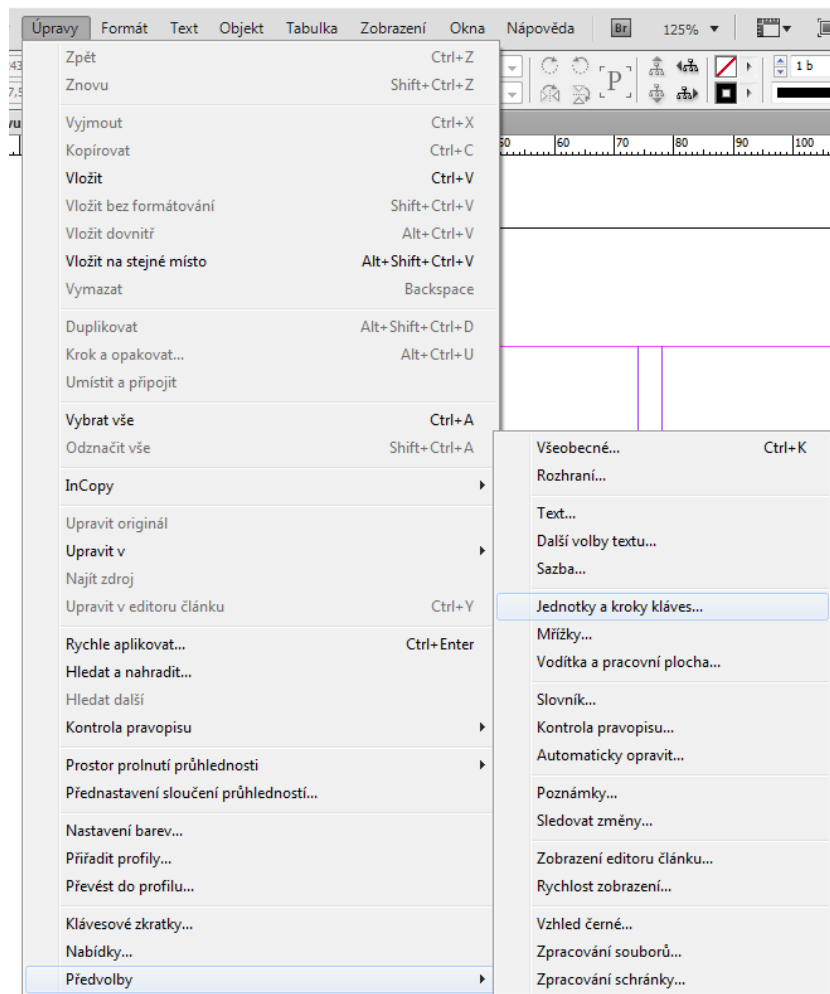 Úpravy Formát Text Objekt Tabulka Zobrazení Okna Nápověda Br 125%
Zpět Ctrl+Z
Znovu Shift+Ctrl+Z
P
1 b
Vyjmout Ctrl+X
Kopírovat Ctrl+C
60 70 80 90 100
Vložit Ctrl+V
Vložit bez formátování Shift+Ctrl+V
Vložit dovnitř Alt+Ctrl+V
Vložit na stejné místo Alt+Shift+Ctrl+V
Vymazat Backspace
Duplikovat Alt+Shift+Ctrl+D
Krok a opakovat... Alt+Ctrl+U
Umístit a připojit
Vybrat vše Ctrl+A
Odznačit vše Shift+Ctrl+A
InCopy
Upravit originál
Upravit v
Najít zdroj
Upravit v editoru článku Ctrl+Y
Rychle aplikovat... Ctrl+Enter
Hledat a nahradit...
Hledat další
Kontrola pravopisu
Prostor prolnutí průhlednosti
Přednastavení sloučení průhledností...
Nastavení barev...
Přiřadit profily...
Převést do profilu...
Klávesové zkratky...
Nabídky...
Předvolby
Všeobecné... Ctrl+K
Rozhraní...
Text...
Další volby textu...
Sazba...
Jednotky a kroky kláves...
Mřížky...
Vodítka a pracovní plocha...
Slovník...
Kontrola pravopisu...
Automaticky opravit...
Poznámky...
Sledovat změny...
Zobrazení editoru článku...
Rychlost zobrazení...
Vzhled černé...
Zpracování souborů...
Zpracování schránky...